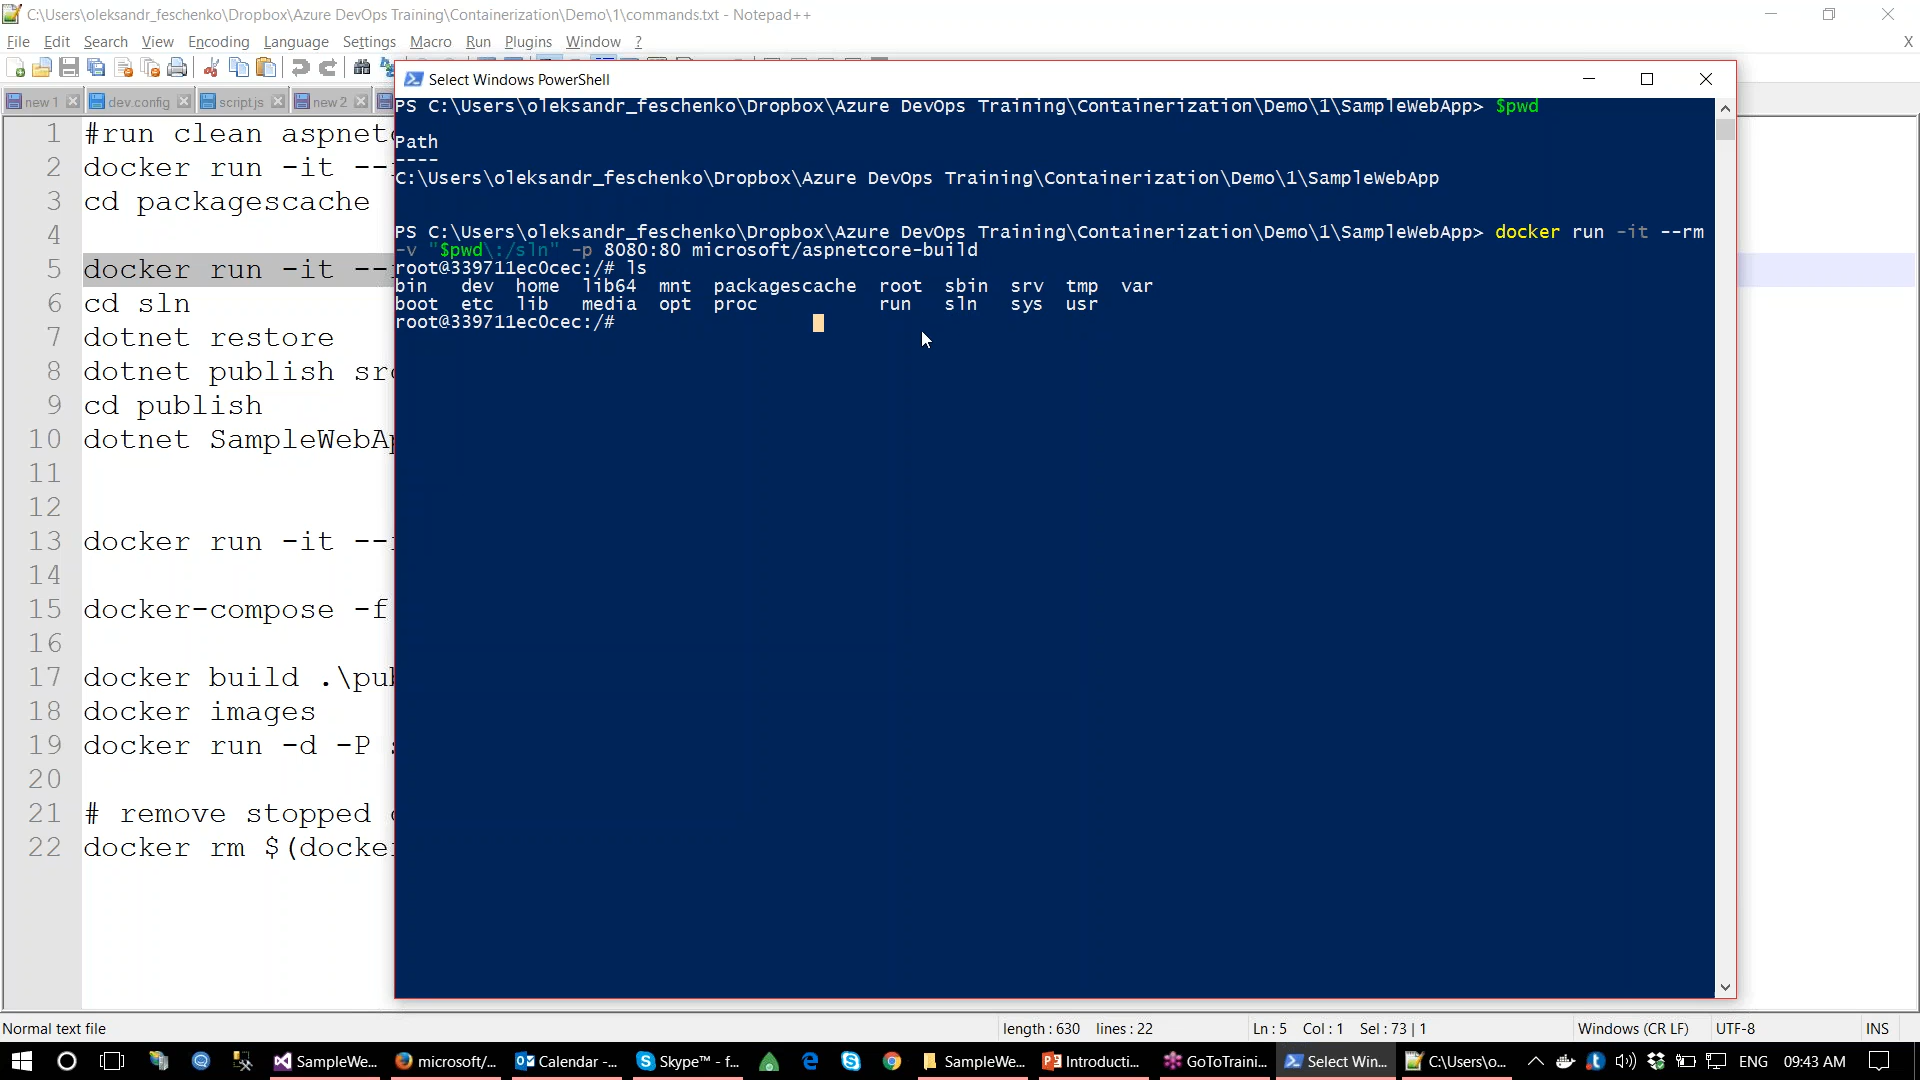 C:\Users\oleksandr_feschenko\Dropbox\Azure DevOps Training\Containerization\Demo\1\commands.txt - Notepad++
File Edit Search View Encoding Language Settings Macro Run Plugins Window ? X
new 1 dev.config script.js new 2
Select Windows PowerShell
PS C:\Users\oleksandr_feschenko\Dropbox\Azure DevOps Training\Containerization\Demo\1\SampleWebApp> $pwd
Path
----
C:\Users\oleksandr_feschenko\Dropbox\Azure DevOps Training\Containerization\Demo\1\SampleWebApp
PS C:\Users\oleksandr_feschenko\Dropbox\Azure DevOps Training\Containerization\Demo\1\SampleWebApp> docker run -it --rm
-v "$pwd\:/sln" -p 8080:80 microsoft/aspnetcore-build
root@339711ec0cec:/# ls
bin dev home lib64 mnt packagescache root sbin srv tmp var
boot etc lib media opt proc run sln sys usr
root@339711ec0cec:/#
1 #run clean aspnetc
2 docker run -it --
3 cd packagescache
4
5 docker run -it --
6 cd sln
7 dotnet restore
8 dotnet publish src
9 cd publish
10 dotnet SampleWebAp
11
12
13 docker run -it --
14
15 docker-compose -f
16
17 docker build .\pub
18 docker images
19 docker run -d -P
20
21 # remove stopped
22 docker rm $(docker
Normal text file length : 630 lines : 22 Ln : 5 Col : 1 Sel : 73 | 1 Windows (CR LF) UTF-8 INS
SampleWe... microsoft/... Calendar -... Skype™ - f... SampleWe... Introducti... GoToTraini... Select Win... C:\Users\o... ENG 09:43 AM